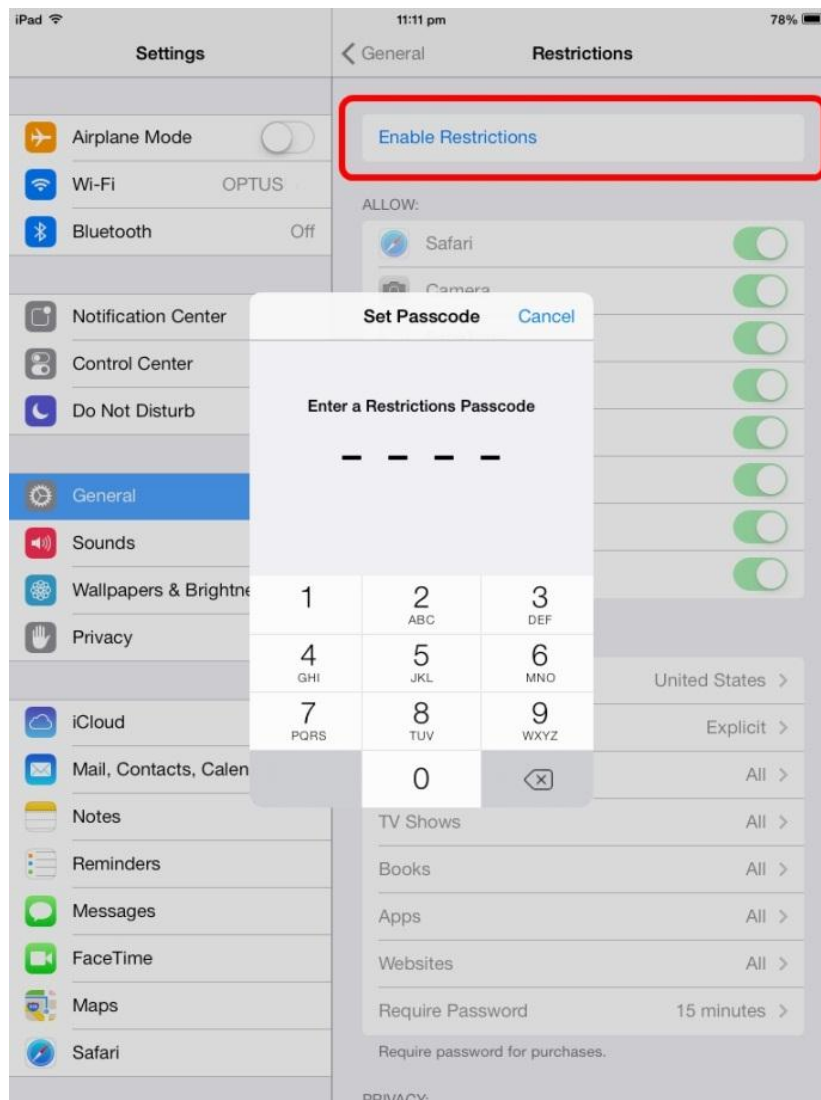 iPad 11:11 pm 78%
Settings
General Restrictions
Airplane Mode
Wi-Fi OPTUS
Bluetooth Off
Notification Center
Control Center
Do Not Disturb
General
Sounds
Wallpapers & Brightne
Privacy
iCloud
Mail, Contacts, Calen
Notes
Reminders
Messages
FaceTime
Maps
Safari
Enable Restrictions
ALLOW:
Safari
Camera
Set Passcode Cancel
Enter a Restrictions Passcode
1 2 3
ABC DEF
4 5 6
GHI JKL MNO
7 8 9
PQRS TUV WXYZ
0
United States
Explicit
All
TV Shows All
Books All
Apps All
Websites All
Require Password 15 minutes
Require password for purchases.
PRIVACY: